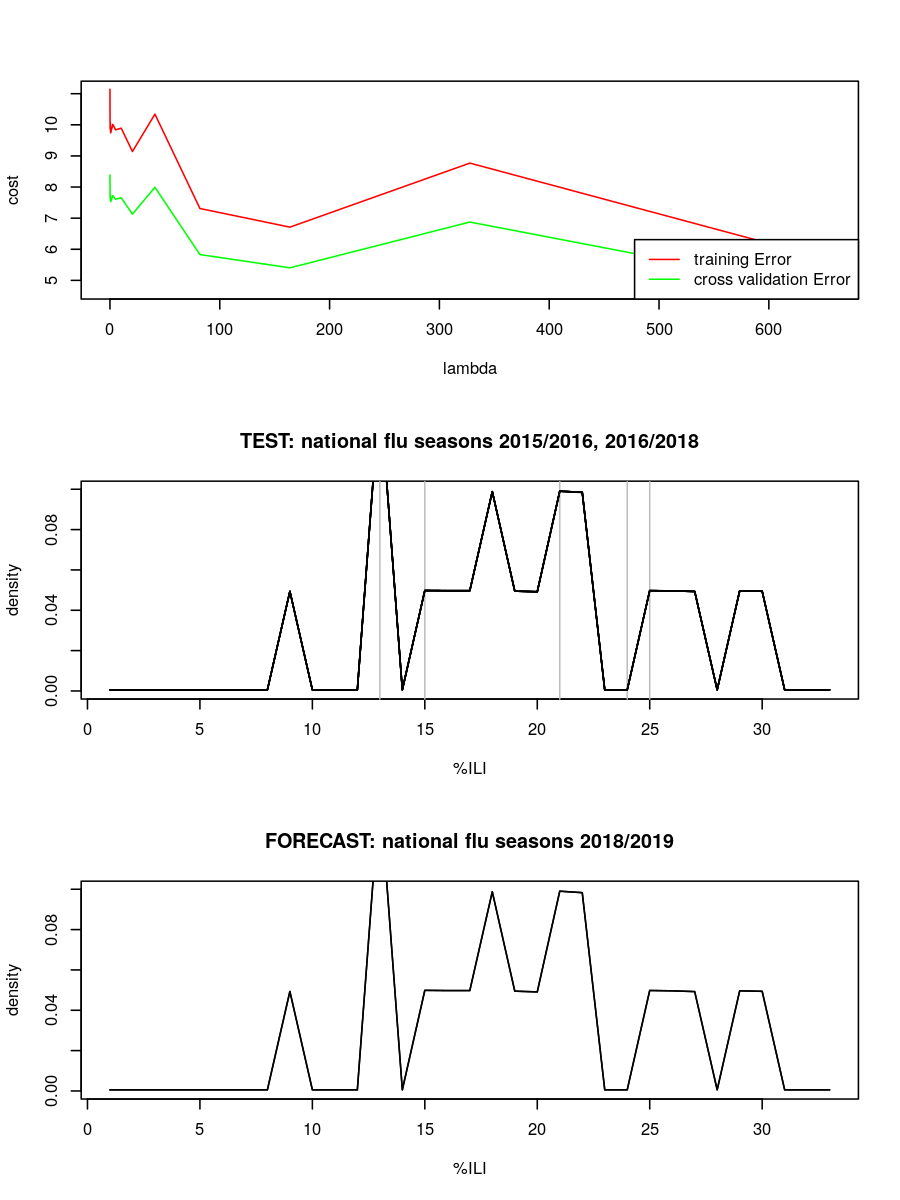 cost
10
9
8
7
6
5
training Error
cross validation Error
0 100 200 300 400 500 600
lambda
TEST: national flu seasons 2015/2016, 2016/2018
density
0.08
0.04
0.00
0 5 10 15 20 25 30
%ILI
FORECAST: national flu seasons 2018/2019
density
0.08
0.04
0.00
0 5 10 15 20 25 30
%ILI